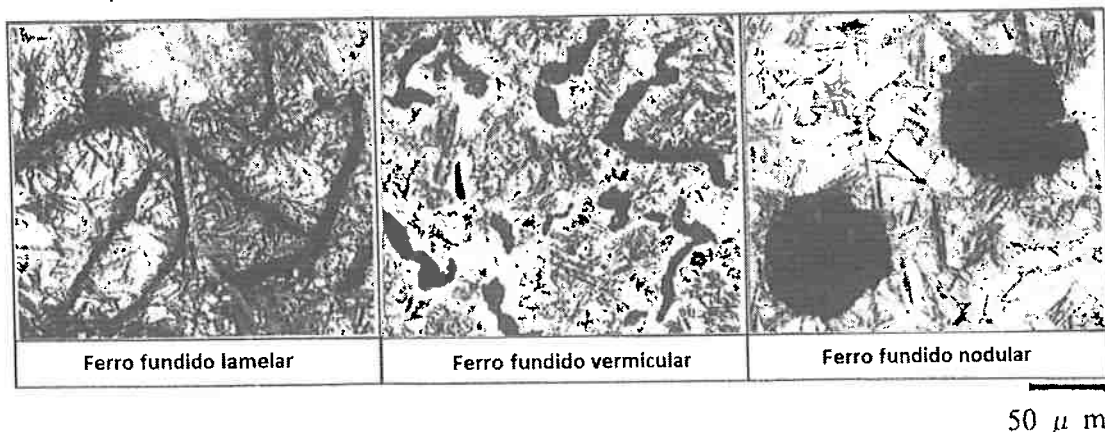 Ferro fundido lamelar
Ferro fundido vermicular
Ferro fundido nodular
50 μ m